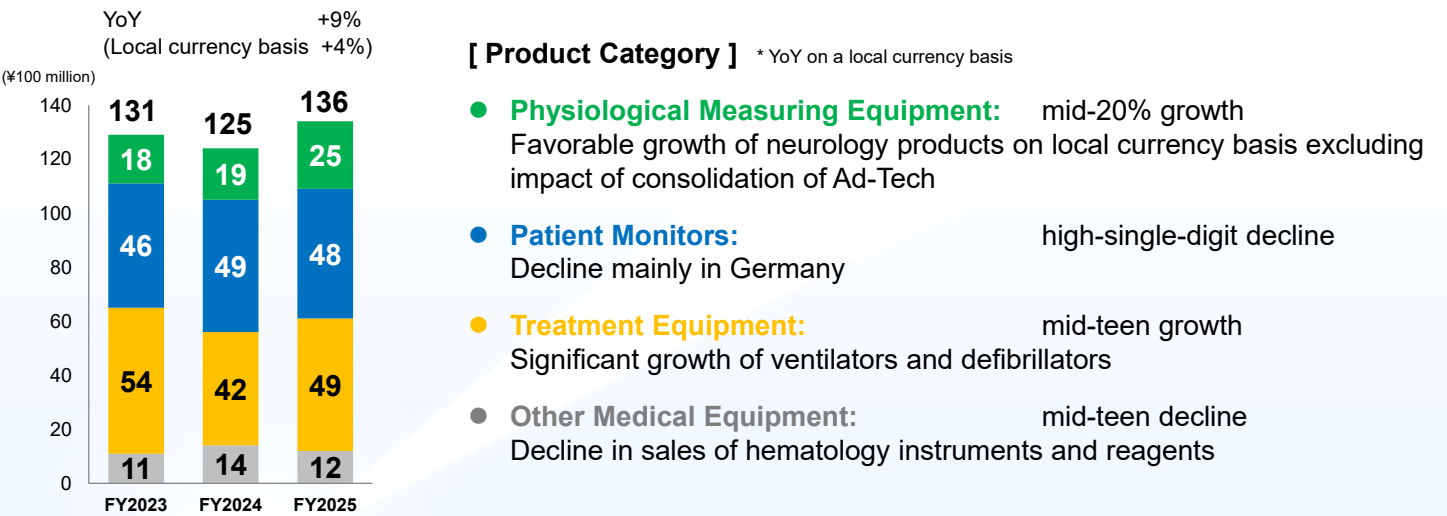 YoY +9%
(Local currency basis +4%)
(¥100 million)
140
120
100
80
60
40
20
0
131
18
46
54
11
FY2023
125
19
49
42
14
FY2024
136
25
48
49
12
FY2025
[ Product Category ] * YoY on a local currency basis
● Physiological Measuring Equipment: mid-20% growth
Favorable growth of neurology products on local currency basis excluding
impact of consolidation of Ad-Tech
● Patient Monitors: high-single-digit decline
Decline mainly in Germany
● Treatment Equipment: mid-teen growth
Significant growth of ventilators and defibrillators
● Other Medical Equipment: mid-teen decline
Decline in sales of hematology instruments and reagents